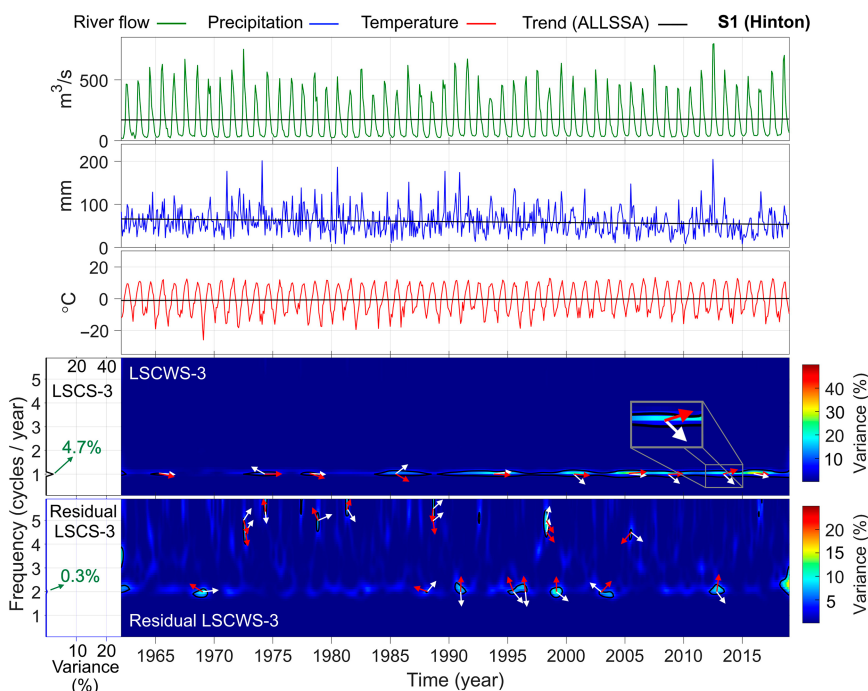 River flow Precipitation Temperature Trend (ALLSSA) S1 (Hinton)
m³/s
500
0
mm
200
100
0
°C
20
0
−20
20 40
LSCS-3
4.7%
LSCWS-3
5
4
3
2
1
Variance (%)
40
30
20
10
Frequency (cycles / year)
Residual
LSCS-3
0.3%
Residual LSCWS-3
5
4
3
2
1
Variance (%)
20
15
10
5
10 20
Variance
(%)
1965 1970 1975 1980 1985 1990 1995 2000 2005 2010 2015
Time (year)